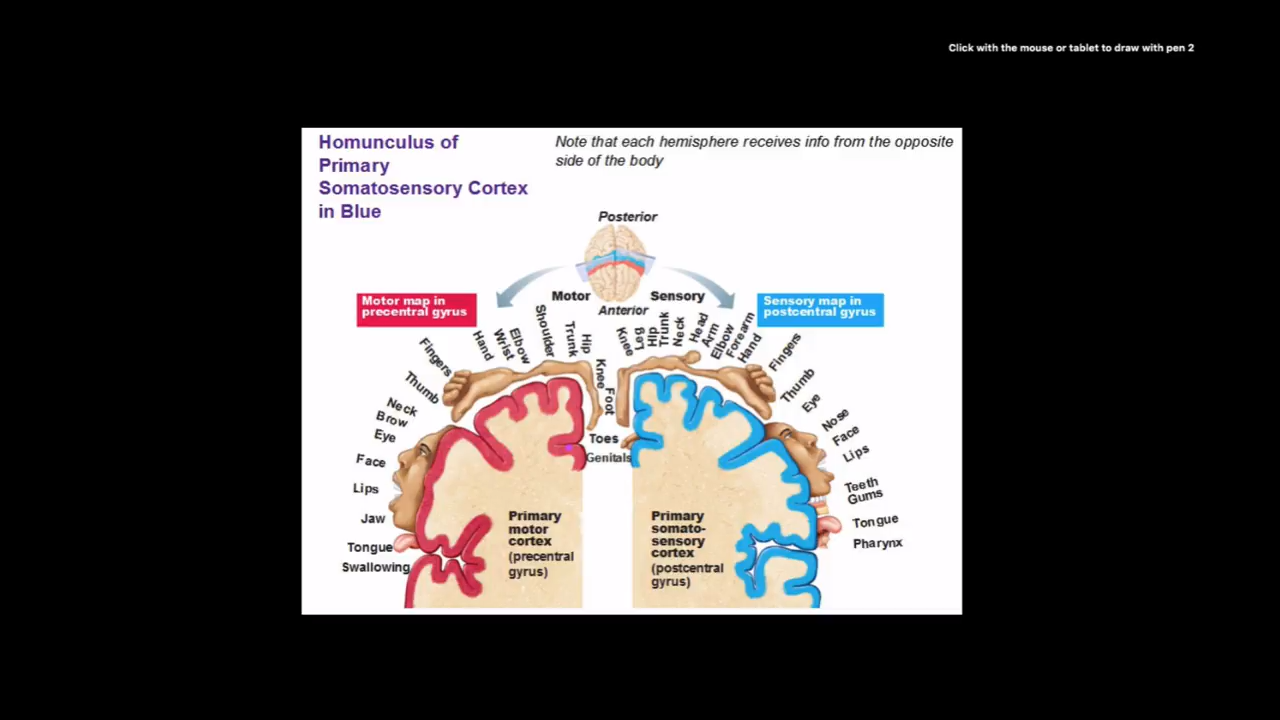 Click with the mouse or tablet to draw with pen 2
Homunculus of
Primary
Somatosensory Cortex
in Blue
Note that each hemisphere receives info from the opposite
side of the body
Posterior
Motor
Sensory
Anterior
Motor map in
precentral gyrus
Sensory map in
postcentral gyrus
Swallowing
Tongue
Jaw
Lips
Face
Eye
Brow
Neck
Thumb
Fingers
Hand
Wrist
Elbow
Shoulder
Trunk
Hip
Knee
Foot
Toes
Genitals
Knee
Leg
Hip
Trunk
Neck
Head
Arm
Elbow
Forearm
Hand
Fingers
Thumb
Eye
Nose
Face
Lips
Teeth
Gums
Tongue
Pharynx
Primary
motor
cortex
(precentral
gyrus)
Primary
somato-
sensory
cortex
(postcentral
gyrus)